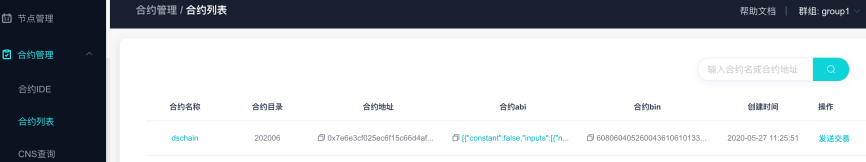 节点管理
合约管理
合约IDE
合约列表
CNS查询
合约管理 / 合约列表
帮助文档 | 群组: group1
输入合约名或合约地址
合约名称 合约目录 合约地址 合约abi 合约bin 创建时间 操作
dschain 202006 0x7e6e3cf025ec6f15c66d4af... [{"constant":false,"inputs":[{"n... 608060405260043610610133... 2020-05-27 11:25:51 发送交易